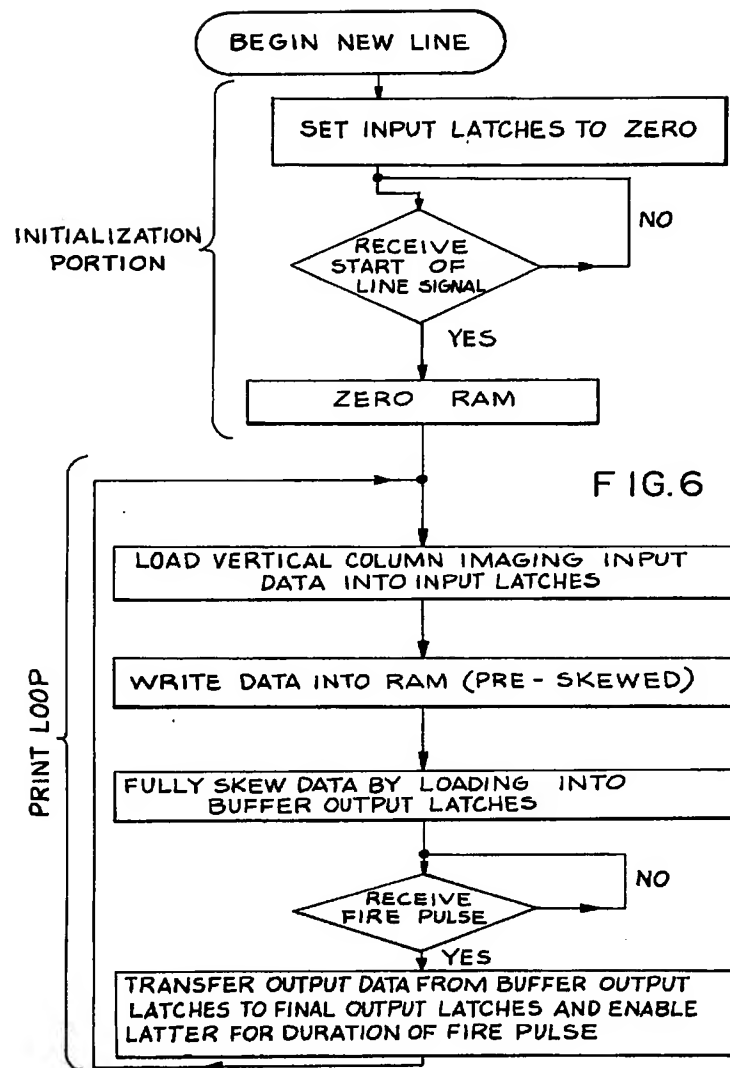 BEGIN NEW LINE
SET INPUT LATCHES TO ZERO
NO
INITIALIZATION
PORTION
RECEIVE
START OF
LINE SIGNAL
YES
ZERO RAM
FIG.6
LOAD VERTICAL COLUMN IMAGING INPUT
DATA INTO INPUT LATCHES
WRITE DATA INTO RAM (PRE-SKEWED)
PRINT LOOP
FULLY SKEW DATA BY LOADING INTO
BUFFER OUTPUT LATCHES
NO
RECEIVE
FIRE PULSE
YES
TRANSFER OUTPUT DATA FROM BUFFER OUTPUT
LATCHES TO FINAL OUTPUT LATCHES AND ENABLE
LATTER FOR DURATION OF FIRE PULSE